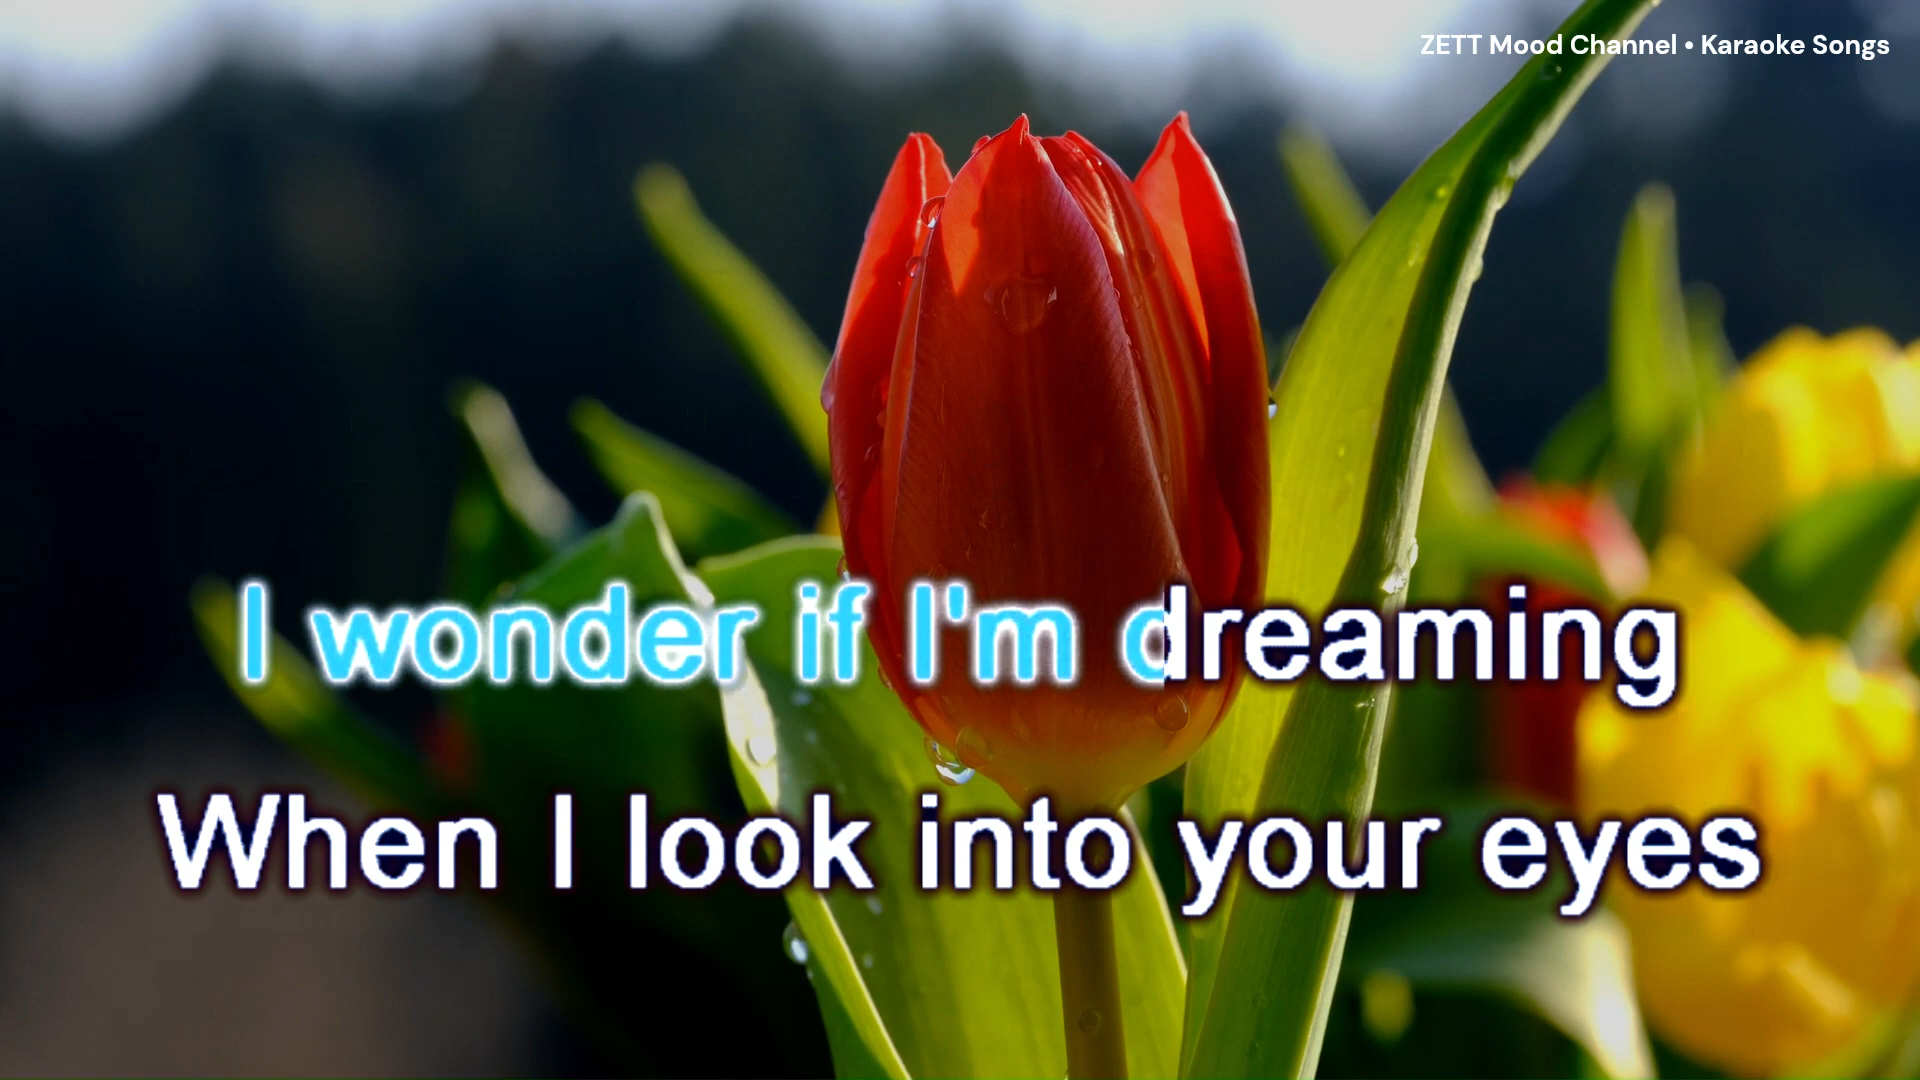 ZETT Mood Channel • Karaoke Songs
I wonder if I'm dreaming
When I look into your eyes